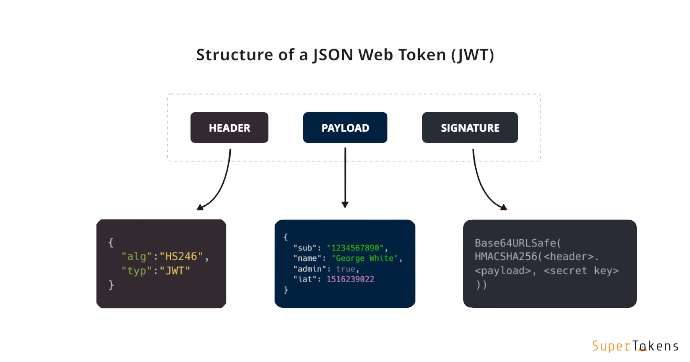 Structure of a JSON Web Token (JWT)
HEADER
PAYLOAD
SIGNATURE
{
"alg":"HS246",
"typ":"JWT"
}
{
"sub": "1234567890",
"name": "George White",
"admin": true,
"iat": 1516239022
}
Base64URLSafe(
HMACSHA256(<header>.
<payload>, <secret key>
))
SuperTokens